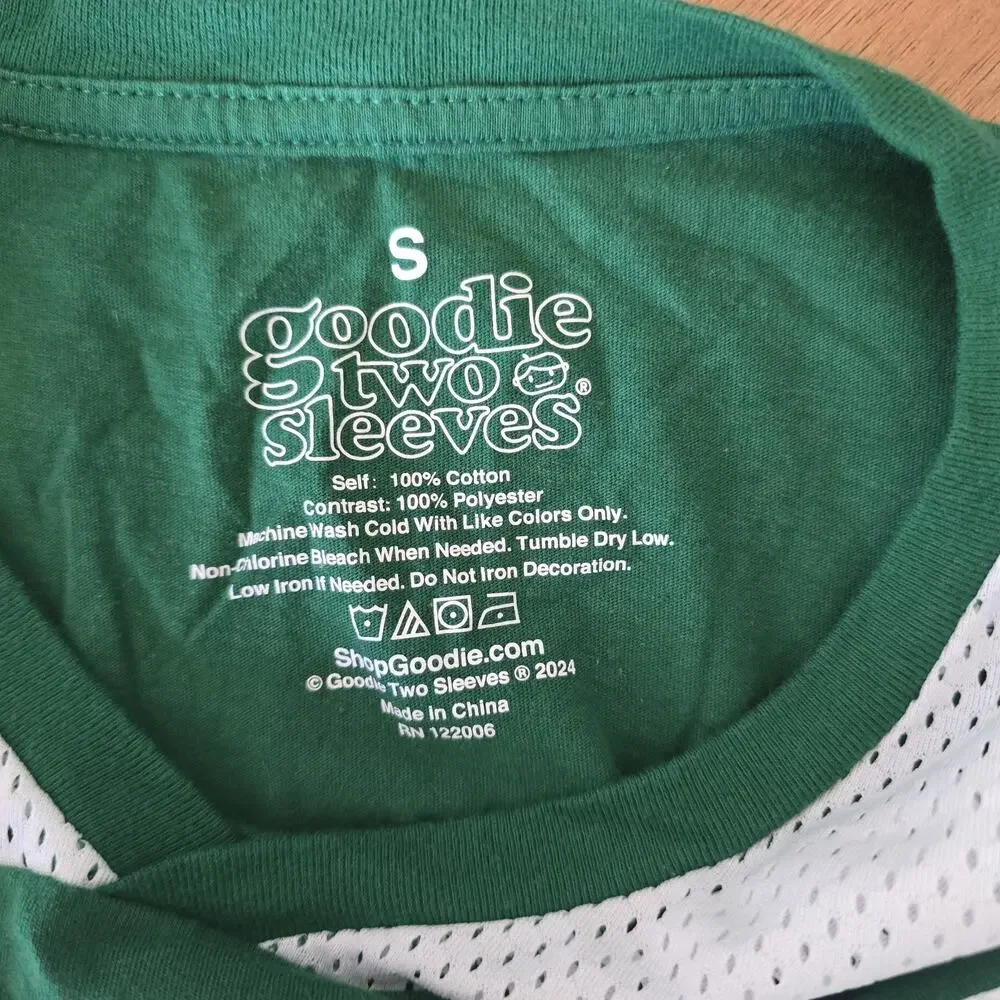 S
goodie
two
sleeves®
Self: 100% Cotton
Contrast: 100% Polyester
Machine Wash Cold With Like Colors Only.
Non-Chlorine Bleach When Needed. Tumble Dry Low.
Low Iron if Needed. Do Not Iron Decoration.
ShopGoodie.com
© Goodie Two Sleeves ® 2024
Made in China
RN 122006